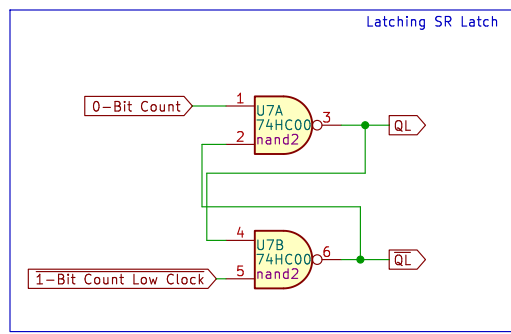 Latching SR Latch
0-Bit Count
1
2
U7A
74HC00
nand2
3
QL
4
5
U7B
74HC00
nand2
6
QL
1-Bit Count Low Clock